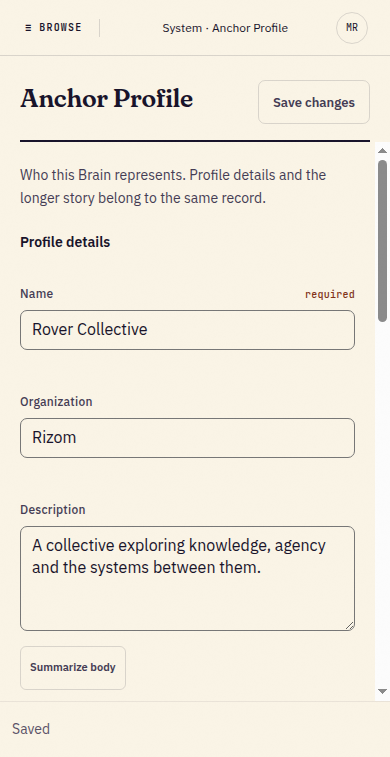 ≡ BROWSE
System · Anchor Profile
MR
Anchor Profile
Save changes
Who this Brain represents. Profile details and the
longer story belong to the same record.
Profile details
Name
required
Rover Collective
Organization
Rizom
Description
A collective exploring knowledge, agency
and the systems between them.
Summarize body
Saved